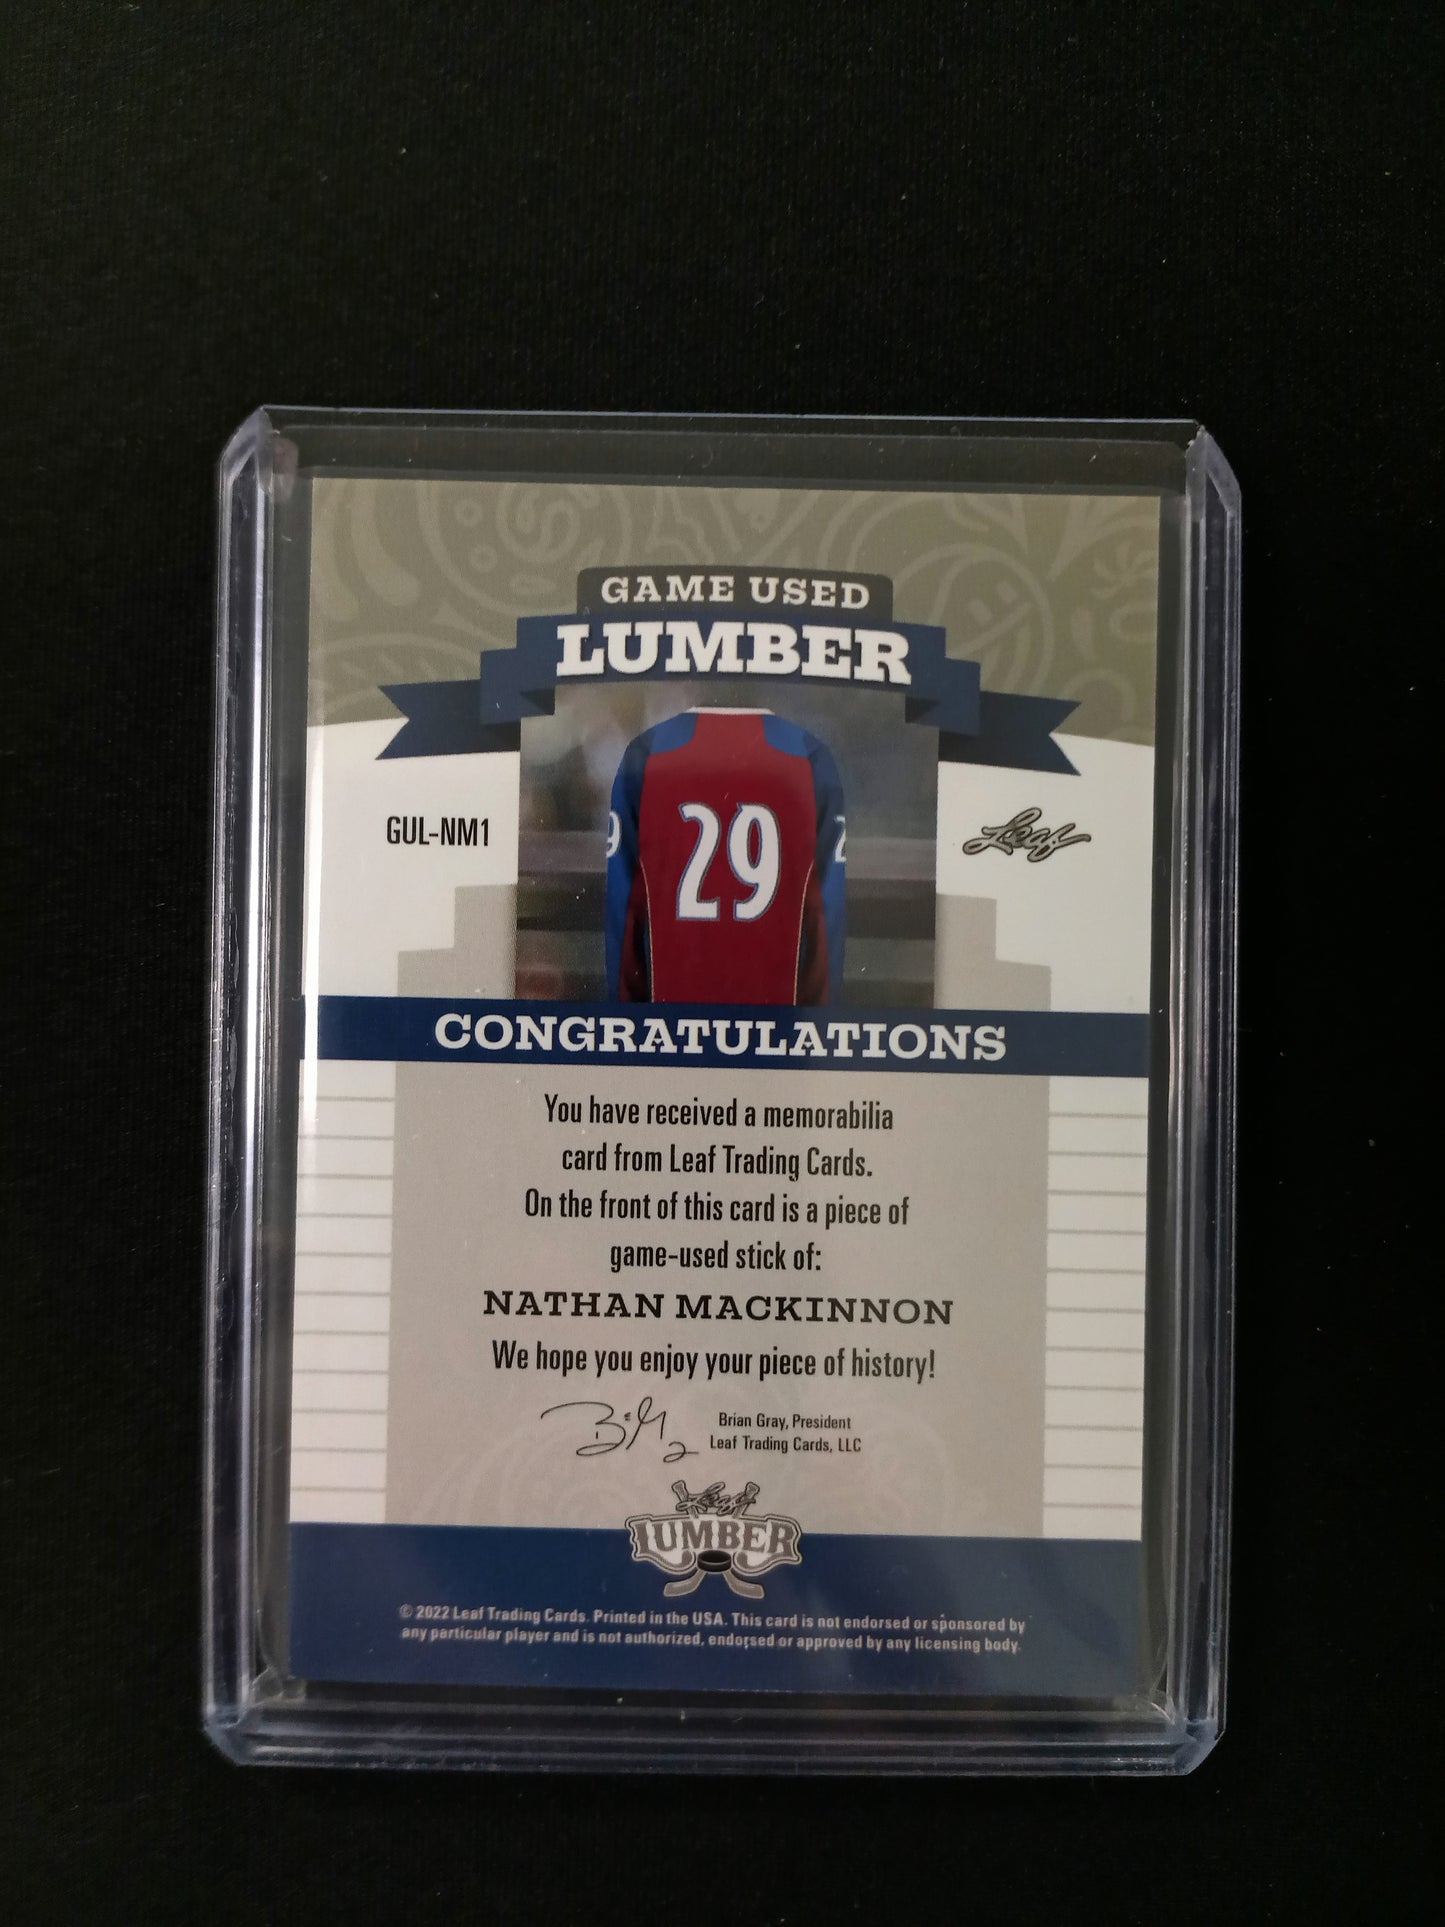 GAME USED
LUMBER
GUL-NM1
Leaf
9
29
CONGRATULATIONS
You have received a memorabilia
card from Leaf Trading Cards.
On the front of this card is a piece of
game-used stick of:
NATHAN MACKINNON
We hope you enjoy your piece of history!
Brian Gray, President
Leaf Trading Cards, LLC
Leaf
LUMBER
© 2022 Leaf Trading Cards. Printed in the USA. This card is not endorsed or sponsored by
any particular player and is not authorized, endorsed or approved by any licensing body.